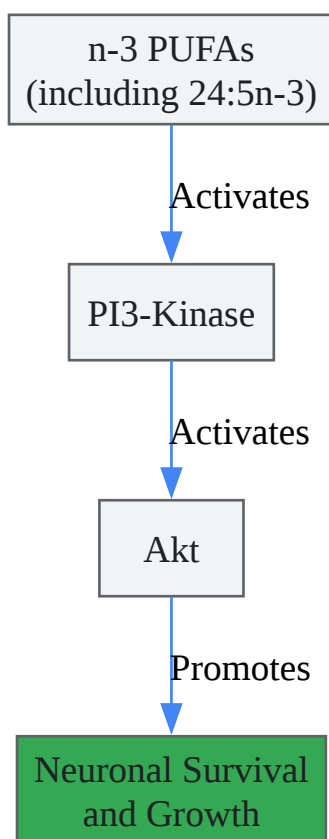 n-3 PUFAs
(including 24:5n-3)
Activates
PI3-Kinase
Activates
Akt
Promotes
Neuronal Survival
and Growth